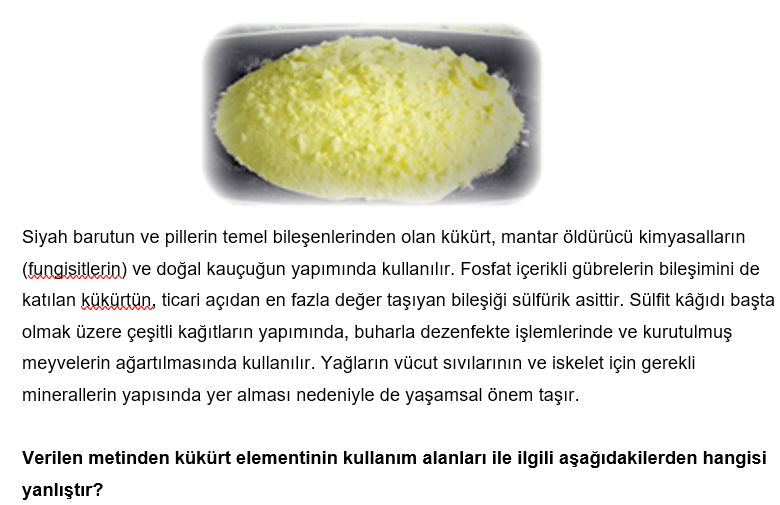 Siyah barutun ve pillerin temel bileşenlerinden olan kükürt, mantar öldürücü kimyasalların
(fungisitlerin) ve doğal kauçuğun yapımında kullanılır. Fosfat içerikli gübrelerin bileşimini de
katılan kükürtün, ticari açıdan en fazla değer taşıyan bileşiği sülfürik asittir. Sülfit kâğıdı başta
olmak üzere çeşitli kağıtların yapımında, buharla dezenfekte işlemlerinde ve kurutulmuş
meyvelerin ağartılmasında kullanılır. Yağların vücut sıvılarının ve iskelet için gerekli
minerallerin yapısında yer alması nedeniyle de yaşamsal önem taşır.
Verilen metinden kükürt elementinin kullanım alanları ile ilgili aşağıdakilerden hangisi
yanlıştır?